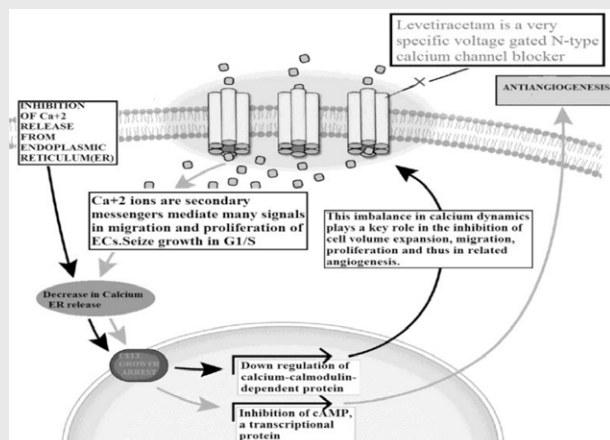 Levetiracetam is a very
specific voltage gated N-type
calcium channel blocker
ANTIANGIOGENESIS
INHIBITION
OF Ca+2
RELEASE
FROM
ENDOPLASMIC
RETICULUM(ER)
Ca+2 ions are secondary
messengers mediate many signals
in migration and proliferation of
ECs.Seize growth in G1/S
This imbalance in calcium dynamics
plays a key role in the inhibition of
cell volume expansion, migration,
proliferation and thus in related
angiogenesis.
Decrease in Calcium
ER release
CELL
GROWTH
ARREST
Down regulation of
calcium-calmodulin-
dependent protein
Inhibition of cAMP,
a transcriptional
protein